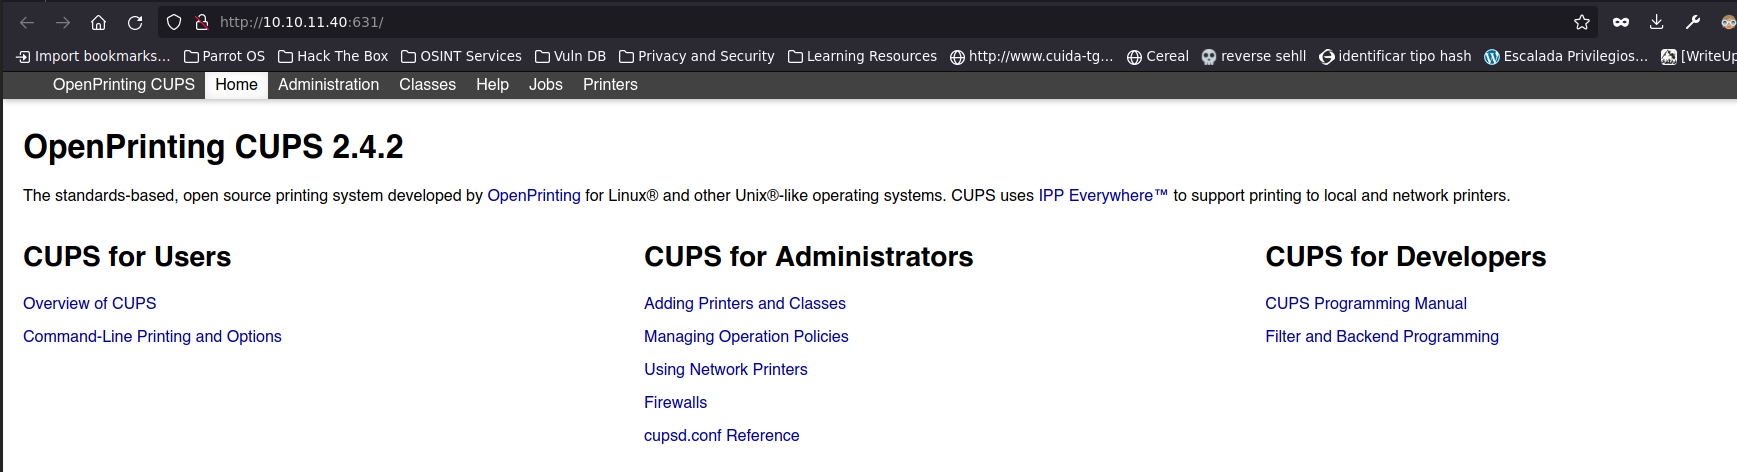 http://10.10.11.40:631/
Import bookmarks... Parrot OS Hack The Box OSINT Services Vuln DB Privacy and Security Learning Resources http://www.cuida-tg... Cereal reverse sehll identificar tipo hash Escalada Privilegios... [WriteUp
OpenPrinting CUPS Home Administration Classes Help Jobs Printers
OpenPrinting CUPS 2.4.2
The standards-based, open source printing system developed by OpenPrinting for Linux® and other Unix®-like operating systems. CUPS uses IPP Everywhere™ to support printing to local and network printers.
CUPS for Users
Overview of CUPS
Command-Line Printing and Options
CUPS for Administrators
Adding Printers and Classes
Managing Operation Policies
Using Network Printers
Firewalls
cupsd.conf Reference
CUPS for Developers
CUPS Programming Manual
Filter and Backend Programming